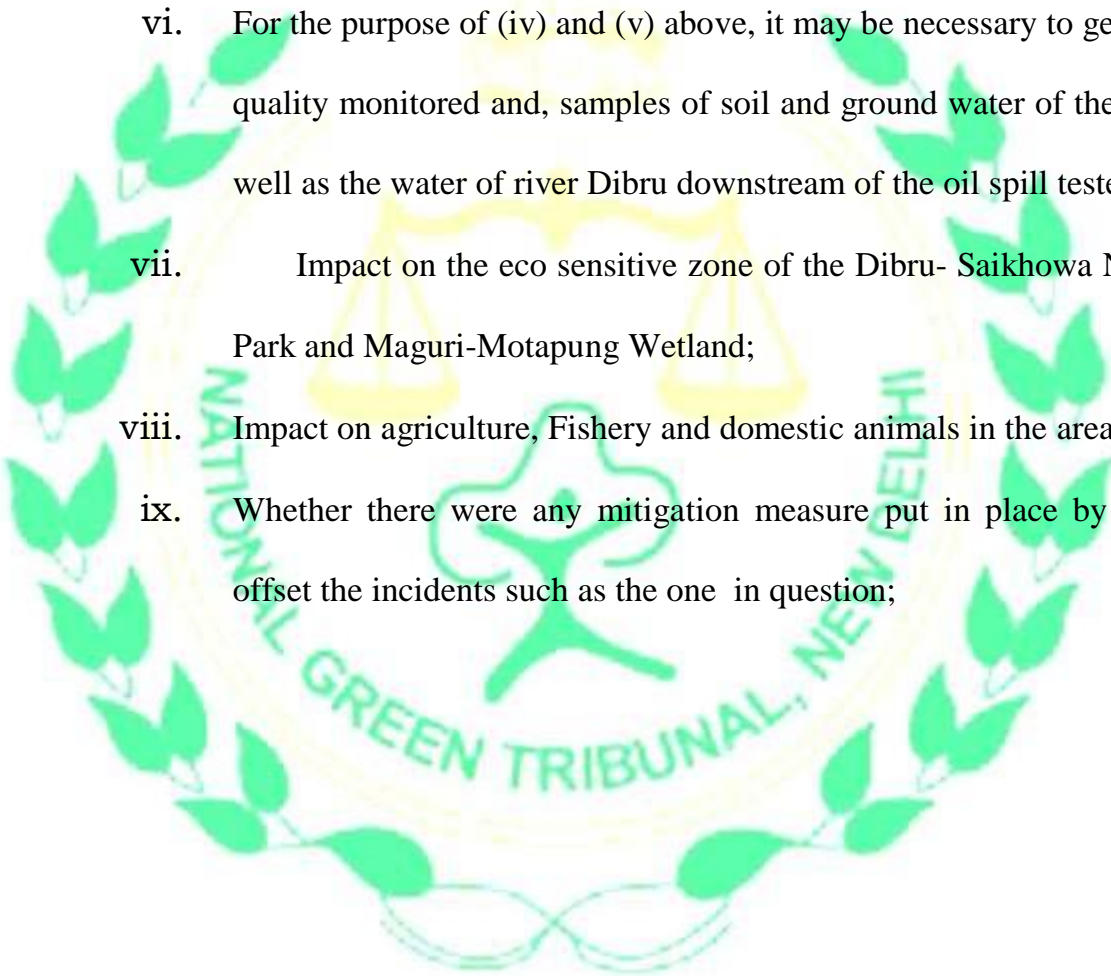 vi. For the purpose of (iv) and (v) above, it may be necessary to ge
quality monitored and, samples of soil and ground water of the
well as the water of river Dibru downstream of the oil spill teste
vii. Impact on the eco sensitive zone of the Dibru- Saikhowa N
Park and Maguri-Motapung Wetland;
viii. Impact on agriculture, Fishery and domestic animals in the area
ix. Whether there were any mitigation measure put in place by
offset the incidents such as the one in question;
NATIONAL GREEN TRIBUNAL, NEW DELHI